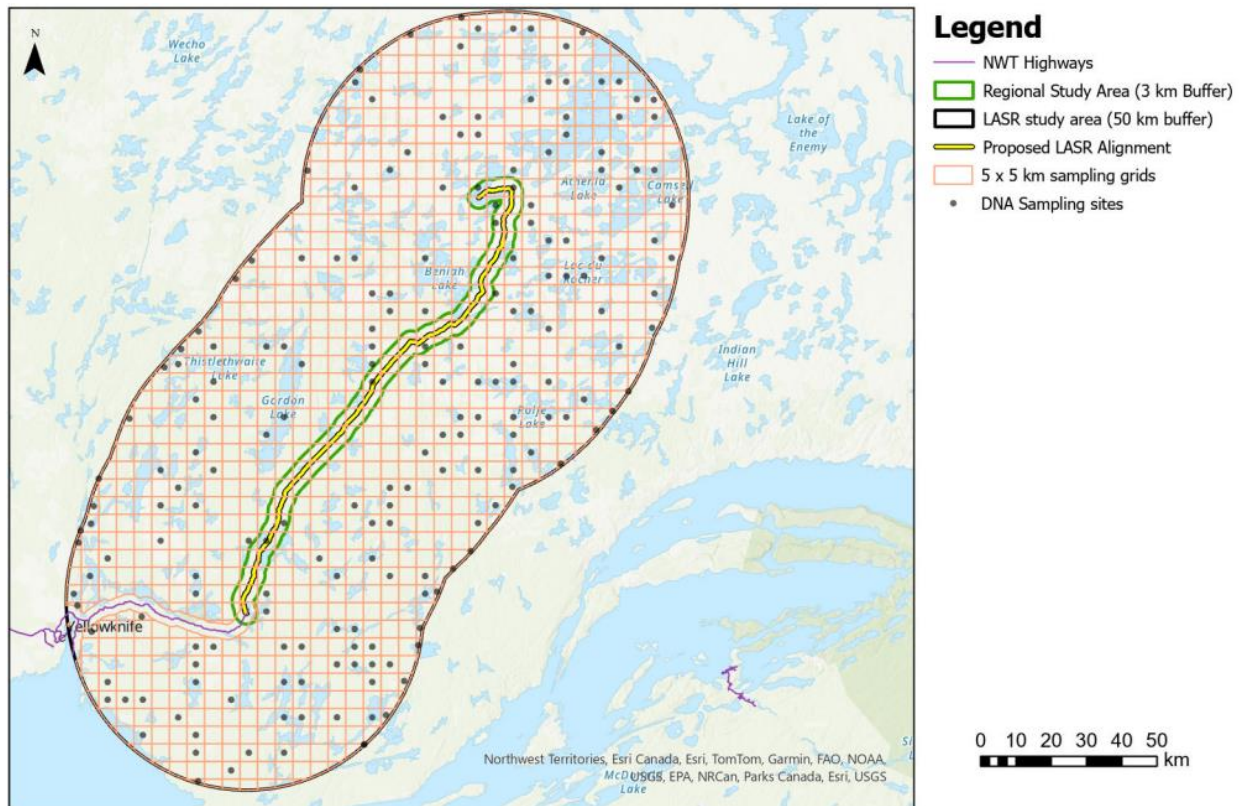 N
Wecho
Lake
Lake of
the
Enemy
Camsell
Lake
Beniah
Lake
Lac du
Rocher
Thistlethwaite
Lake
Indian
Hill
Lake
Gordon
Lake
Lake
Yellowknife
Northwest Territories, Esri Canada, Esri, TomTom, Garmin, FAO, NOAA,
USGS, EPA, NRCan, Parks Canada, Esri, USGS
Lake
Legend
NWT Highways
Regional Study Area (3 km Buffer)
LASR study area (50 km buffer)
Proposed LASR Alignment
5 x 5 km sampling grids
DNA Sampling sites
0 10 20 30 40 50
km